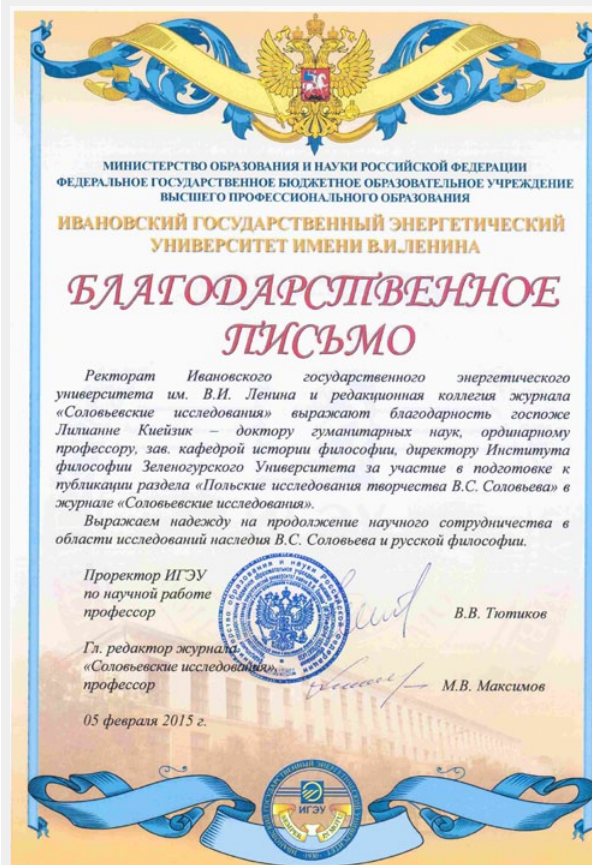 МИНИСТЕРСТВО ОБРАЗОВАНИЯ И НАУКИ РОССИЙСКОЙ ФЕДЕРАЦИИ
ФЕДЕРАЛЬНОЕ ГОСУДАРСТВЕННОЕ БЮДЖЕТНОЕ ОБРАЗОВАТЕЛЬНОЕ УЧРЕЖДЕНИЕ
ВЫСШЕГО ПРОФЕССИОНАЛЬНОГО ОБРАЗОВАНИЯ
ИВАНОВСКИЙ ГОСУДАРСТВЕННЫЙ ЭНЕРГЕТИЧЕСКИЙ
УНИВЕРСИТЕТ ИМЕНИ В.И.ЛЕНИНА
БЛАГОДАРСТВЕННОЕ
ПИСЬМО
Ректорат Ивановского государственного энергетического
университета им. В.И. Ленина и редакционная коллегия журнала
«Соловьевские исследования» выражают благодарность госпоже
Лилианне Киейзик – доктору гуманитарных наук, ординарному
профессору, зав. кафедрой истории философии, директору Института
философии Зеленогурского Университета за участие в подготовке к
публикации раздела «Польские исследования творчества В.С. Соловьева» в
журнале «Соловьевские исследования».
Выражаем надежду на продолжение научного сотрудничества в
области исследований наследия В.С. Соловьева и русской философии.
Проректор ИГЭУ
по научной работе
профессор В.В. Тютиков
Гл. редактор журнала
«Соловьевские исследования»,
профессор М.В. Максимов
05 февраля 2015 г.
ИГЭУ